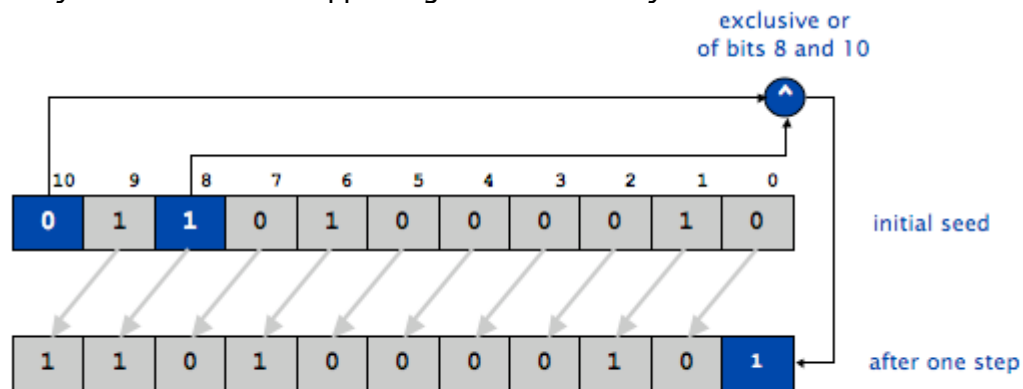 exclusive or
of bits 8 and 10
^
10 9 8 7 6 5 4 3 2 1 0
0 1 1 0 1 0 0 0 0 1 0 initial seed
1 1 0 1 0 0 0 0 1 0 1 after one step